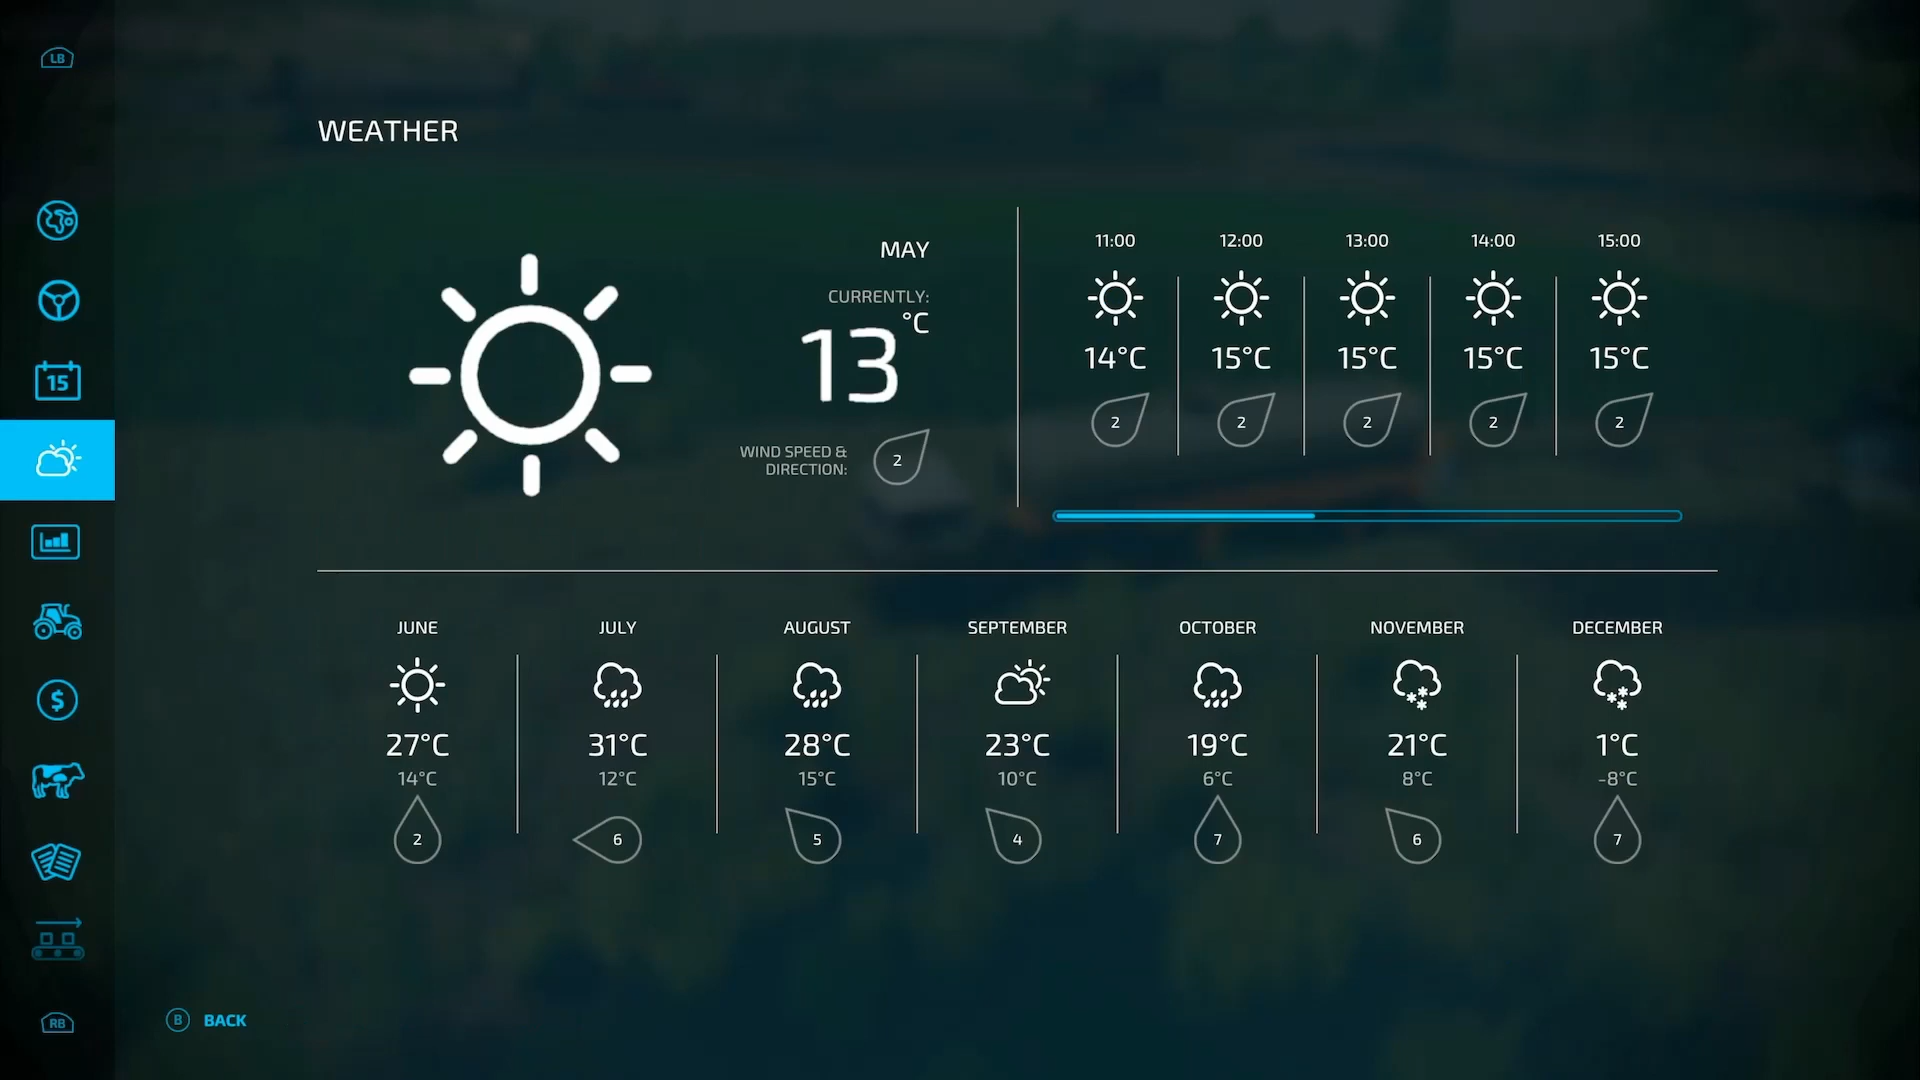 LB
WEATHER
15
MAY
CURRENTLY:
13 °C
WIND SPEED &
DIRECTION:
2
11:00 12:00 13:00 14:00 15:00
14°C 15°C 15°C 15°C 15°C
2 2 2 2 2
JUNE JULY AUGUST SEPTEMBER OCTOBER NOVEMBER DECEMBER
27°C 31°C 28°C 23°C 19°C 21°C 1°C
14°C 12°C 15°C 10°C 6°C 8°C -8°C
2 6 5 4 7 6 7
$
RB
B BACK